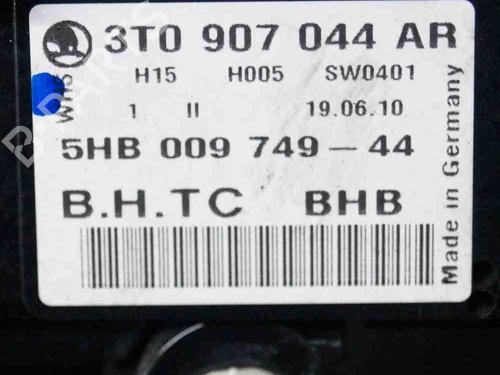 3T0 907 044 AR
H15 H005 SW0401
1 II 19.06.10
5HB 009 749-44
B.H.TC BHB
Made in Germany